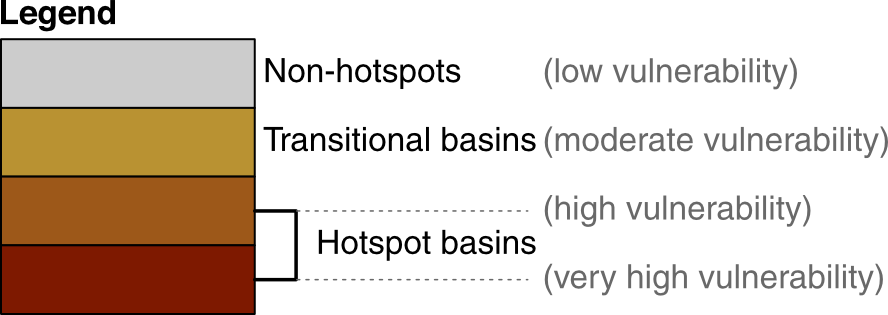 Legend
Non-hotspots (low vulnerability)
Transitional basins (moderate vulnerability)
(high vulnerability)
Hotspot basins
(very high vulnerability)